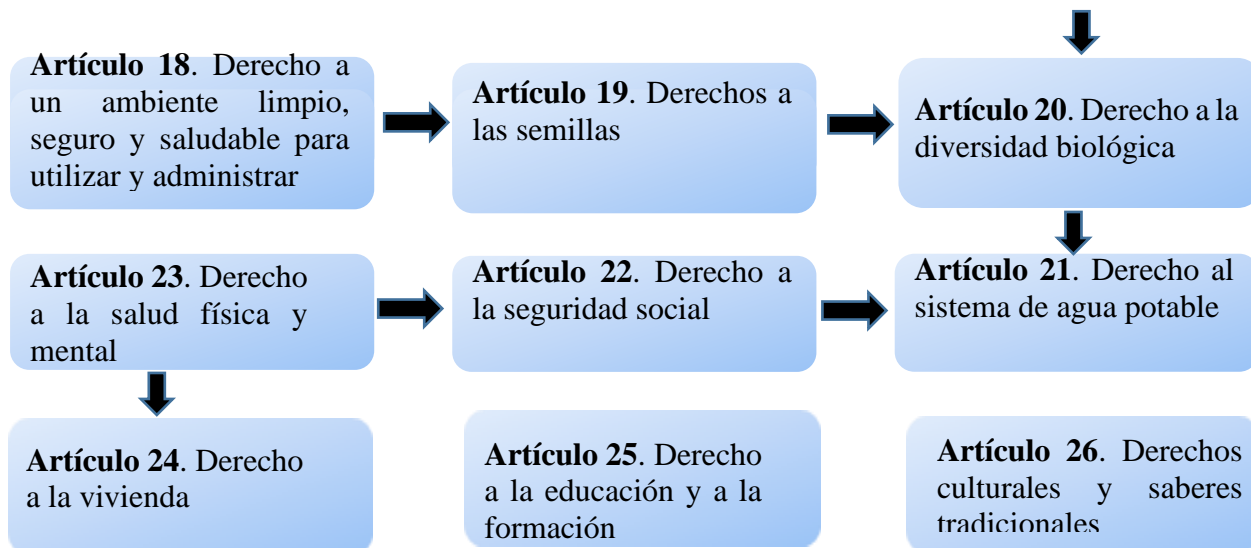 Artículo 18. Derecho a
un ambiente limpio,
seguro y saludable para
utilizar y administrar
Artículo 19. Derechos a
las semillas
Artículo 20. Derecho a la
diversidad biológica
Artículo 23. Derecho
a la salud física y
mental
Artículo 22. Derecho a
la seguridad social
Artículo 21. Derecho al
sistema de agua potable
Artículo 24. Derecho
a la vivienda
Artículo 25. Derecho
a la educación y a la
formación
Artículo 26. Derechos
culturales y saberes
tradicionales